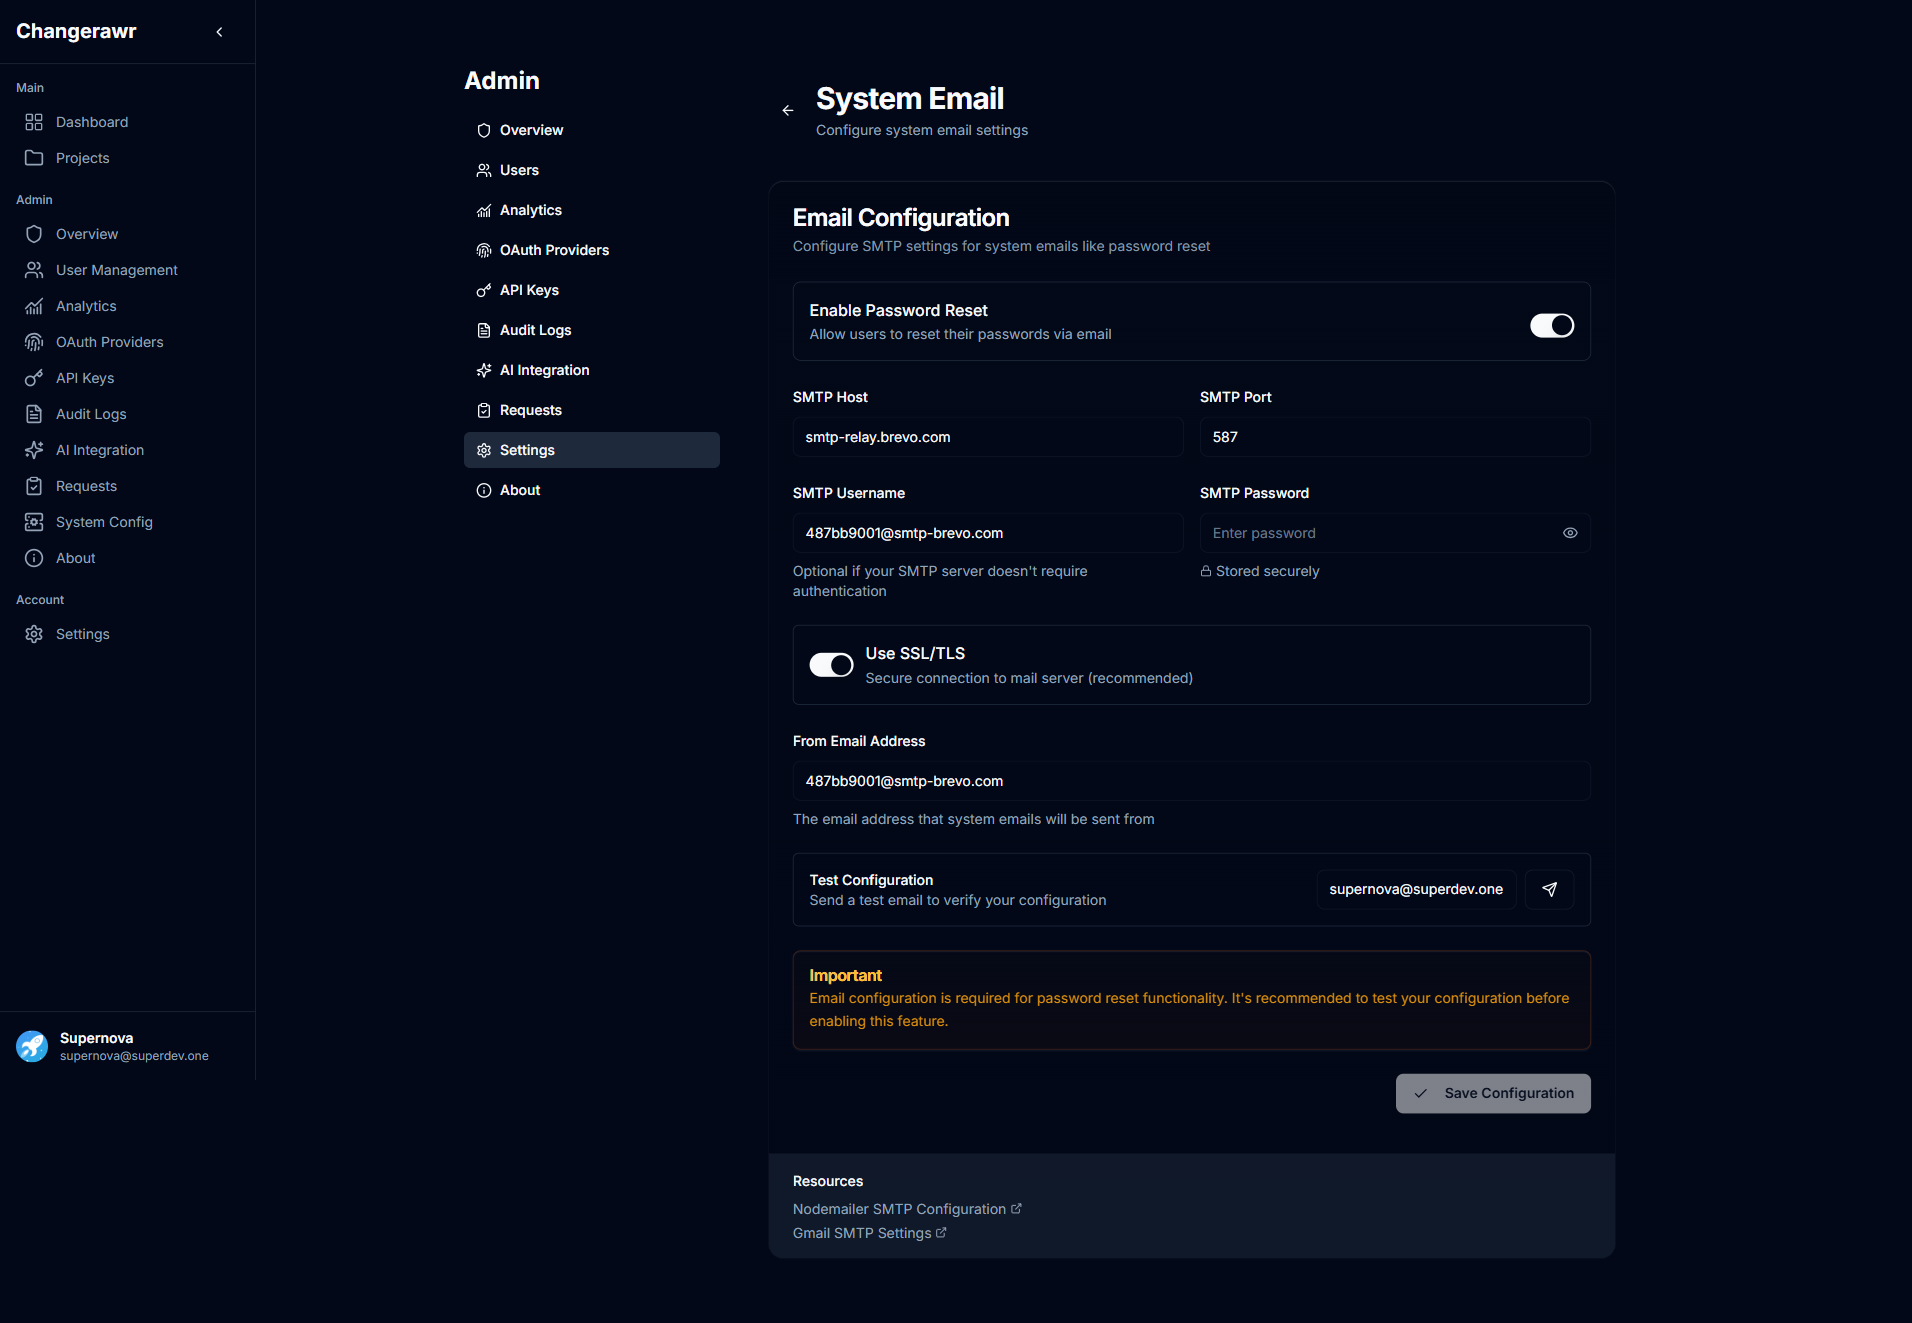 Changerawr
Main
Dashboard
Projects
Admin
Overview
User Management
Analytics
OAuth Providers
API Keys
Audit Logs
AI Integration
Requests
System Config
About
Account
Settings
Supernova
supernova@superdev.one
Admin
Overview
Users
Analytics
OAuth Providers
API Keys
Audit Logs
AI Integration
Requests
Settings
About
System Email
Configure system email settings
Email Configuration
Configure SMTP settings for system emails like password reset
Enable Password Reset
Allow users to reset their passwords via email
SMTP Host
smtp-relay.brevo.com
SMTP Port
587
SMTP Username
487bb9001@smtp-brevo.com
Optional if your SMTP server doesn't require
authentication
SMTP Password
Enter password
Stored securely
Use SSL/TLS
Secure connection to mail server (recommended)
From Email Address
487bb9001@smtp-brevo.com
The email address that system emails will be sent from
Test Configuration
Send a test email to verify your configuration
supernova@superdev.one
Important
Email configuration is required for password reset functionality. It's recommended to test your configuration before
enabling this feature.
Save Configuration
Resources
Nodemailer SMTP Configuration
Gmail SMTP Settings